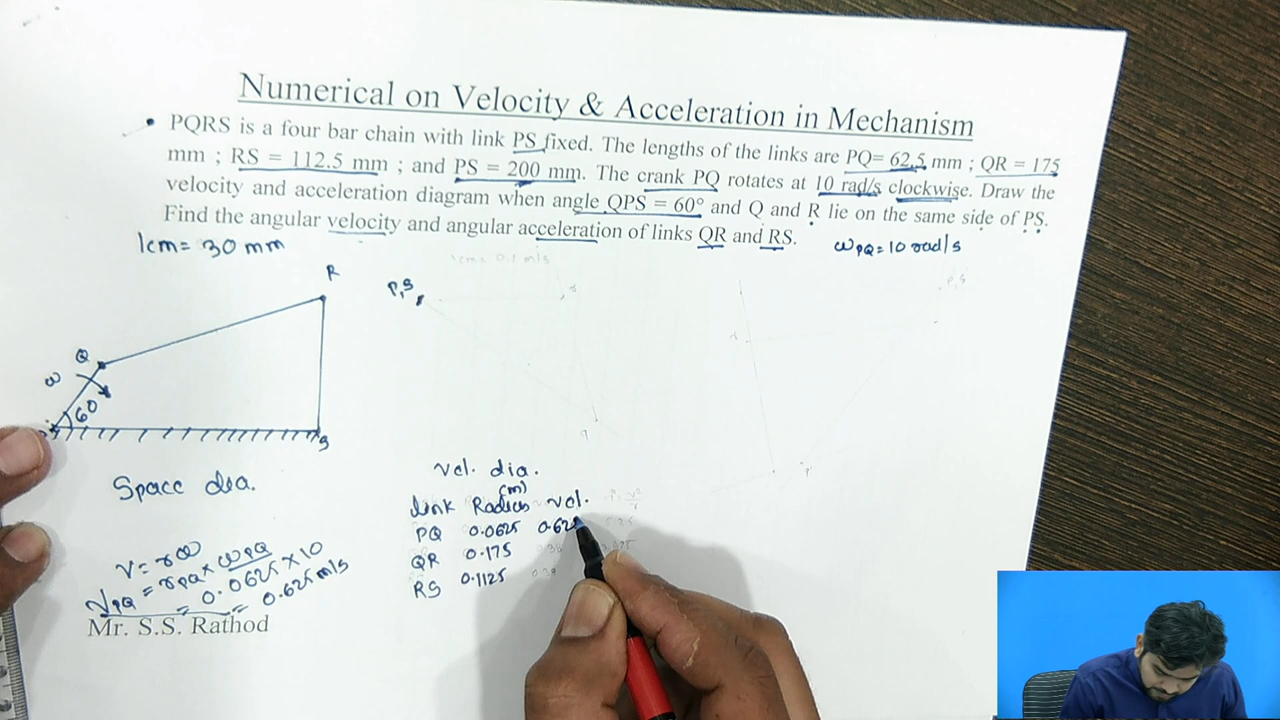 Numerical on Velocity & Acceleration in Mechanism
• PQRS is a four bar chain with link PS fixed. The lengths of the links are PQ= 62.5 mm ; QR = 175
mm ; RS = 112.5 mm ; and PS = 200 mm. The crank PQ rotates at 10 rad/s clockwise. Draw the
velocity and acceleration diagram when angle QPS = 60° and Q and R lie on the same side of PS.
Find the angular velocity and angular acceleration of links QR and RS.
1cm = 30 mm
ωPQ = 10 rad/s
1cm = 0.1 m/s
R
P,S
P,S
Q
ω
60
S
q
Space dia.
Vel. dia.
link Radius (m) vel.
PQ 0.0625 0.625
QR 0.175
RS 0.1125
V = rω
VPQ = rPQ × ωPQ
= 0.0625 × 10
= 0.625 m/s
Mr. S.S. Rathod